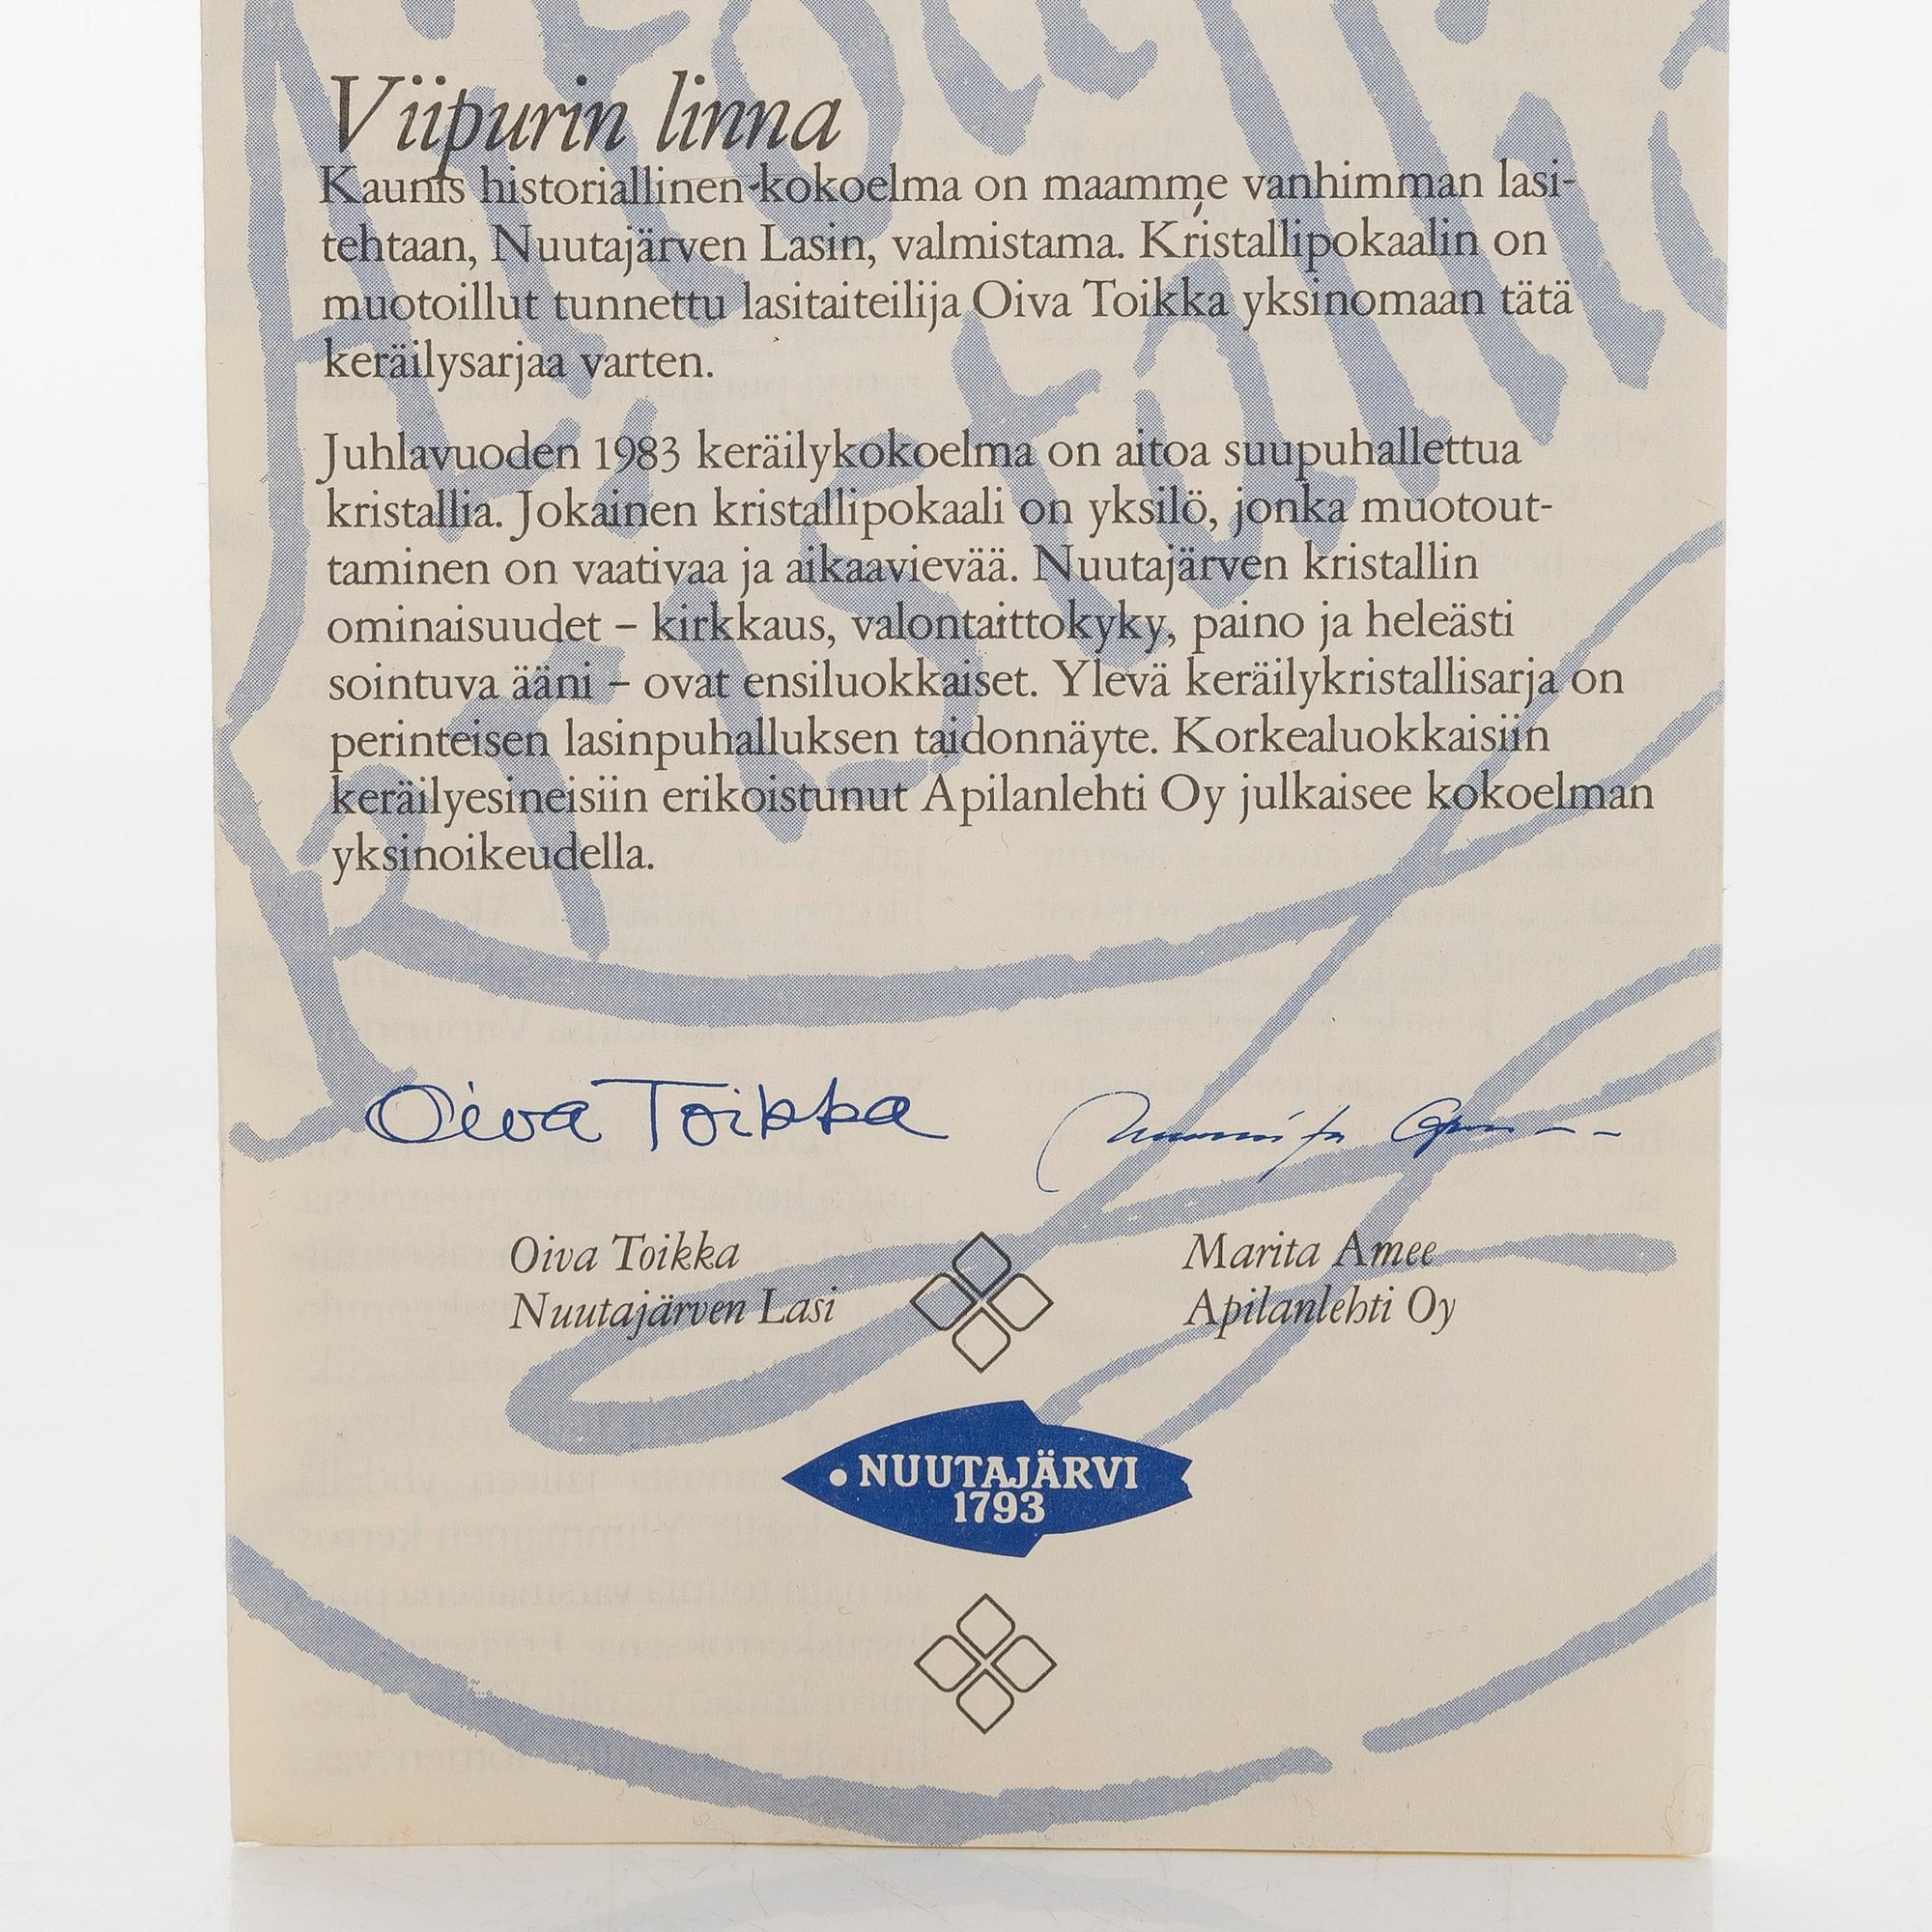 Viipurin linna
Kaunis historiallinen kokoelma on maamme vanhimman lasi-
tehtaan, Nuutajärven Lasin, valmistama. Kristallipokaalin on
muotoillut tunnettu lasitaiteilija Oiva Toikka yksinomaan tätä
keräilysarjaa varten.
Juhlavuoden 1983 keräilykokoelma on aitoa suupuhallettua
kristallia. Jokainen kristallipokaali on yksilö, jonka muotout-
taminen on vaativaa ja aikaavievää. Nuutajärven kristallin
ominaisuudet – kirkkaus, valontaittokyky, paino ja heleästi
sointuva ääni – ovat ensiluokkaiset. Ylevä keräilykristallisarja on
perinteisen lasinpuhalluksen taidonnäyte. Korkealuokkaisiin
keräilyesineisiin erikoistunut Apilanlehti Oy julkaisee kokoelman
yksinoikeudella.
Oiva Toikka
Oiva Toikka
Nuutajärven Lasi
Marita Amee
Apilanlehti Oy
NUUTAJÄRVI
1793